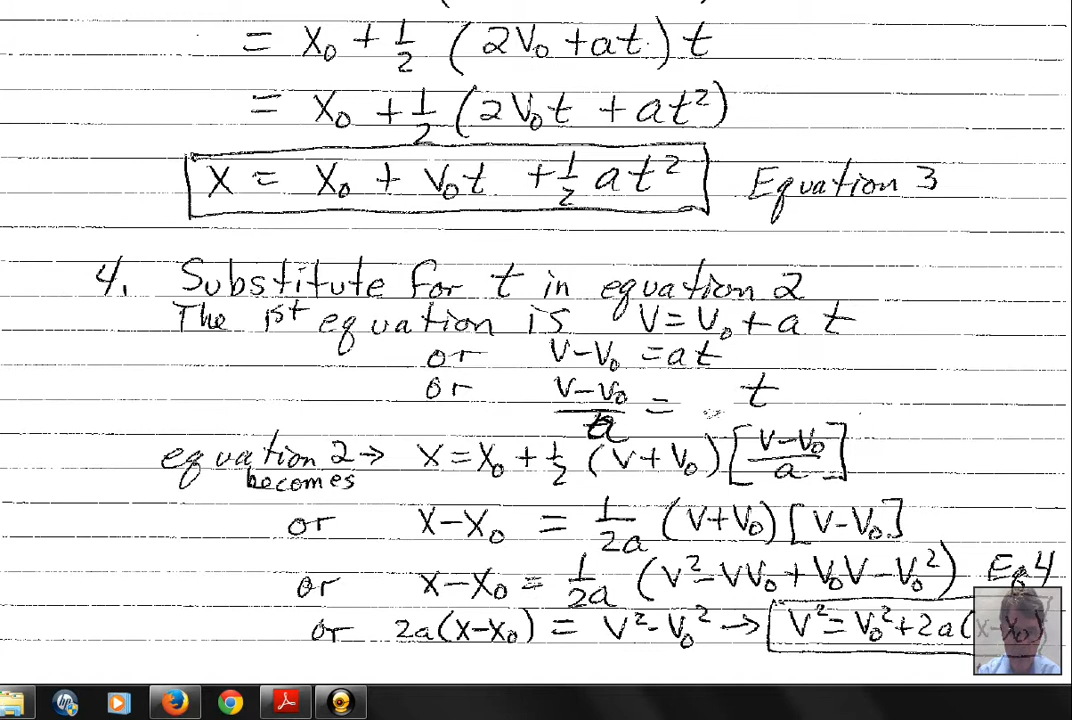 = X₀ + 1/2 (2V₀ + at) t
= X₀ + 1/2 (2V₀t + at²)
X = X₀ + V₀t + 1/2 at² Equation 3
4. Substitute for t in equation 2
The 1st equation is V = V₀ + a t
or V - V₀ = at
or (V - V₀)/a = t
equation 2 → X = X₀ + 1/2 (V + V₀) [(V - V₀)/a]
becomes
or X - X₀ = 1/2a (V + V₀) [V - V₀]
or X - X₀ = 1/2a (V² - VV₀ + V₀V - V₀²) Eq 4
or 2a(X - X₀) = V² - V₀² → V² = V₀² + 2a(X - X₀)
hp